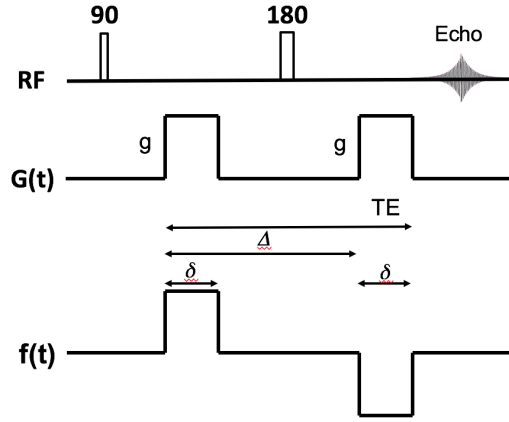 90 180
Echo
RF
g g
G(t)
TE
Δ
δ δ
f(t)